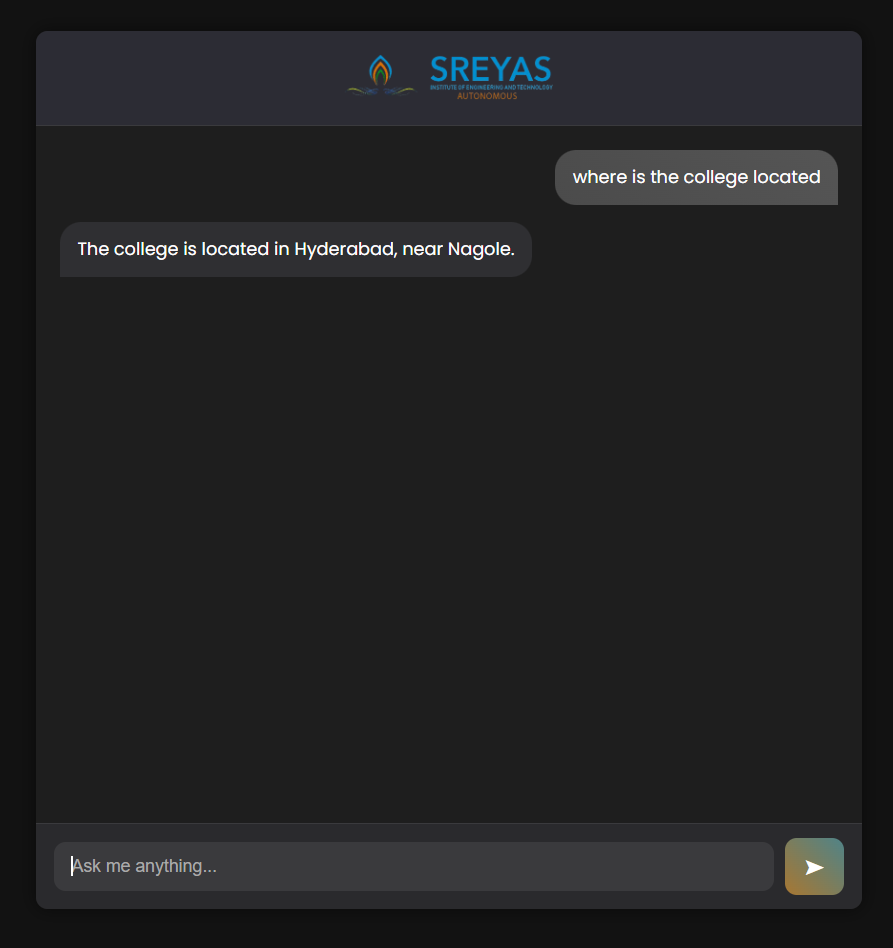 SREYAS
INSTITUTE OF ENGINEERING AND TECHNOLOGY
AUTONOMOUS
where is the college located
The college is located in Hyderabad, near Nagole.
Ask me anything...